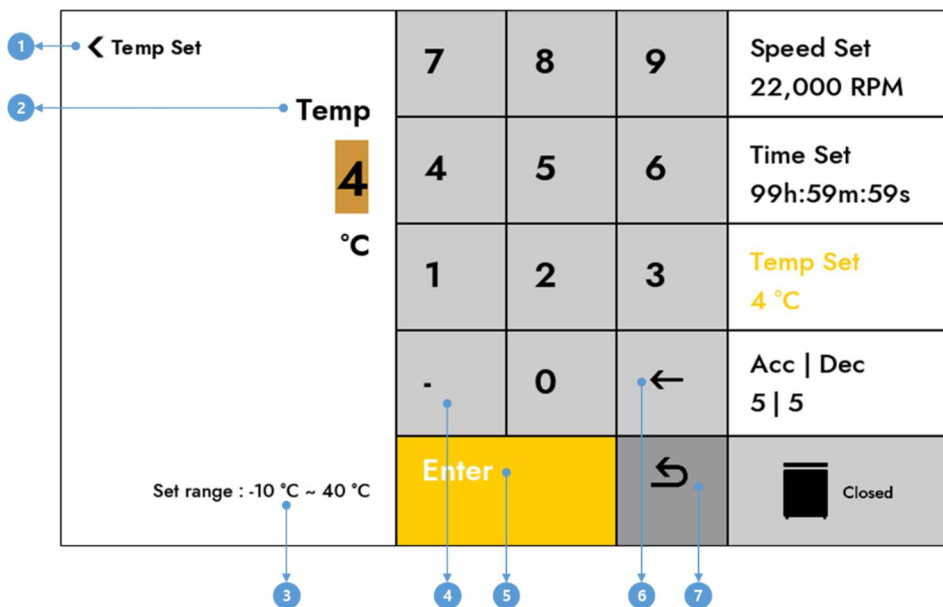 1
Temp Set
2
Temp
4
°C
Set range : -10 °C ~ 40 °C
3
7 8 9
4 5 6
1 2 3
- 0 ←
Enter
4 5 6 7
Speed Set
22,000 RPM
Time Set
99h:59m:59s
Temp Set
4 °C
Acc | Dec
5 | 5
Closed